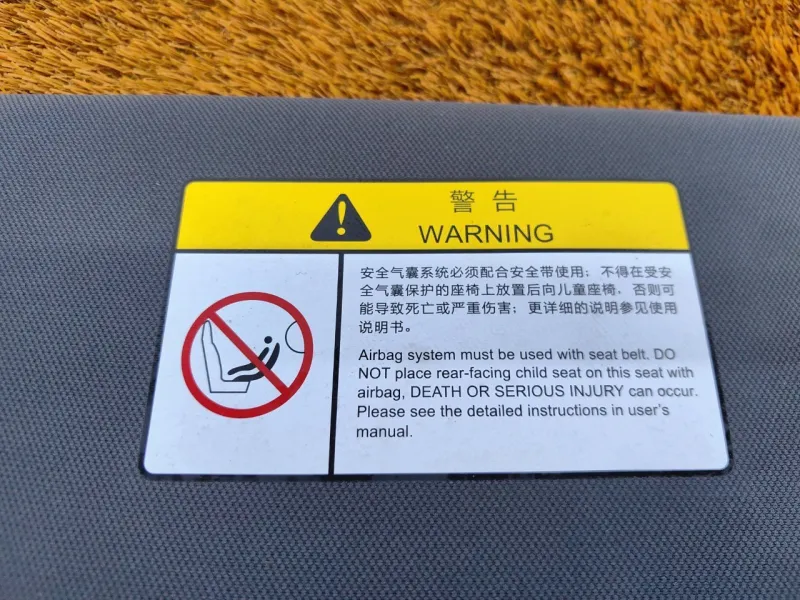 警告
WARNING
安全气囊系统必须配合安全带使用；不得在受安
全气囊保护的座椅上放置后向儿童座椅，否则可
能导致死亡或严重伤害；更详细的说明参见使用
说明书。
Airbag system must be used with seat belt. DO
NOT place rear-facing child seat on this seat with
airbag, DEATH OR SERIOUS INJURY can occur.
Please see the detailed instructions in user's
manual.